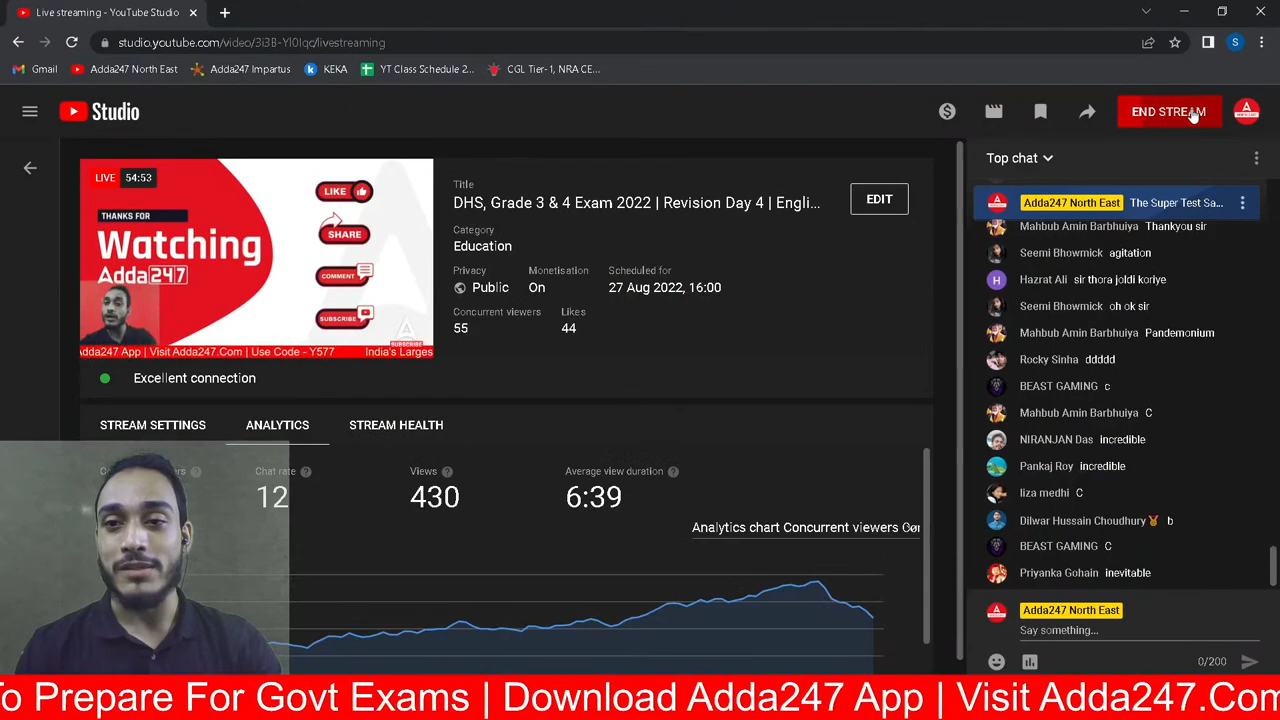 Live streaming - YouTube Studio
studio.youtube.com/video/3i3B-Yl0Iqc/livestreaming
S
Gmail
Adda247 North East
Adda247 Impartus
KEKA
YT Class Schedule 2...
CGL Tier-1, NRA CE...
Studio
END STREAM
LIVE 54:53
THANKS FOR
Watching
Adda247
LIKE
SHARE
COMMENT
SUBSCRIBE
SUBSCRIBE
Adda247 App | Visit Adda247.Com | Use Code - Y577
India's Larges
Title
DHS, Grade 3 & 4 Exam 2022 | Revision Day 4 | Engli...
EDIT
Category
Education
Privacy
Public
Monetisation
On
Scheduled for
27 Aug 2022, 16:00
Concurrent viewers
55
Likes
44
Excellent connection
STREAM SETTINGS
ANALYTICS
STREAM HEALTH
Chat rate
12
Views
430
Average view duration
6:39
Analytics chart Concurrent viewers
Top chat
Adda247 North East The Super Test Sa...
Mahbub Amin Barbhuiya Thankyou sir
Seemi Bhowmick agitation
H
Hazrat Ali sir thora joldi koriye
Seemi Bhowmick oh ok sir
Mahbub Amin Barbhuiya Pandemonium
Rocky Sinha ddddd
BEAST GAMING c
Mahbub Amin Barbhuiya C
NIRANJAN Das incredible
Pankaj Roy incredible
liza medhi C
Dilwar Hussain Choudhury b
BEAST GAMING C
Priyanka Gohain inevitable
Adda247 North East
Say something...
0/200
To Prepare For Govt Exams | Download Adda247 App | Visit Adda247.Com